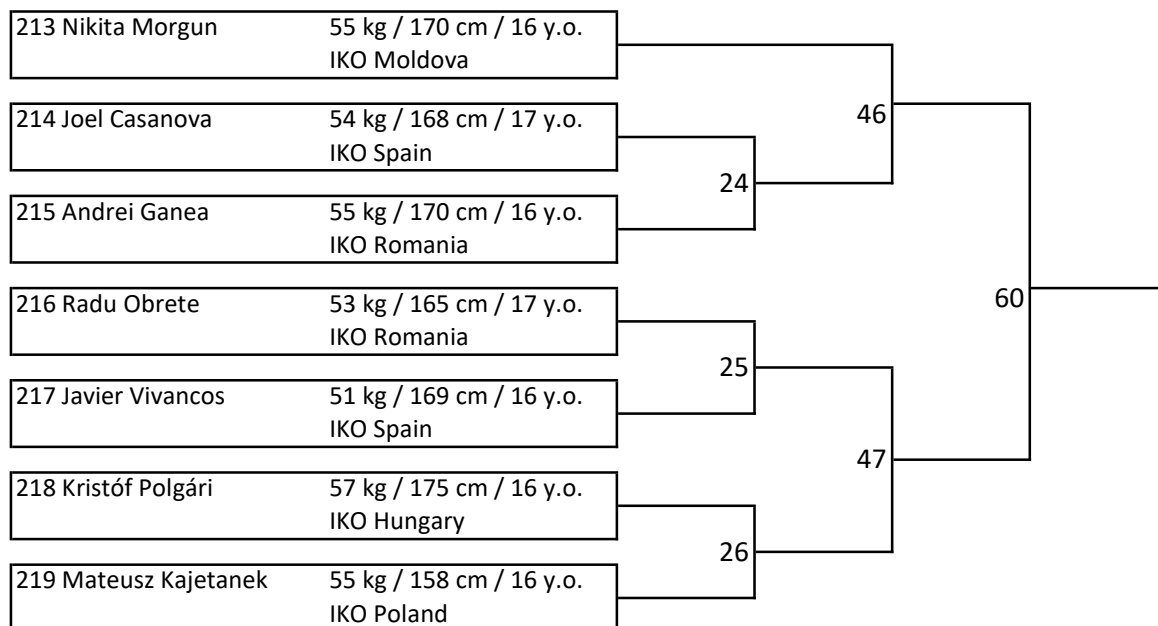 213 Nikita Morgun 55 kg / 170 cm / 16 y.o.
IKO Moldova
214 Joel Casanova 54 kg / 168 cm / 17 y.o.
IKO Spain
46
24
215 Andrei Ganea 55 kg / 170 cm / 16 y.o.
IKO Romania
216 Radu Obrete 53 kg / 165 cm / 17 y.o.
IKO Romania
60
25
217 Javier Vivancos 51 kg / 169 cm / 16 y.o.
IKO Spain
47
218 Kristóf Polgári 57 kg / 175 cm / 16 y.o.
IKO Hungary
26
219 Mateusz Kajetanek 55 kg / 158 cm / 16 y.o.
IKO Poland